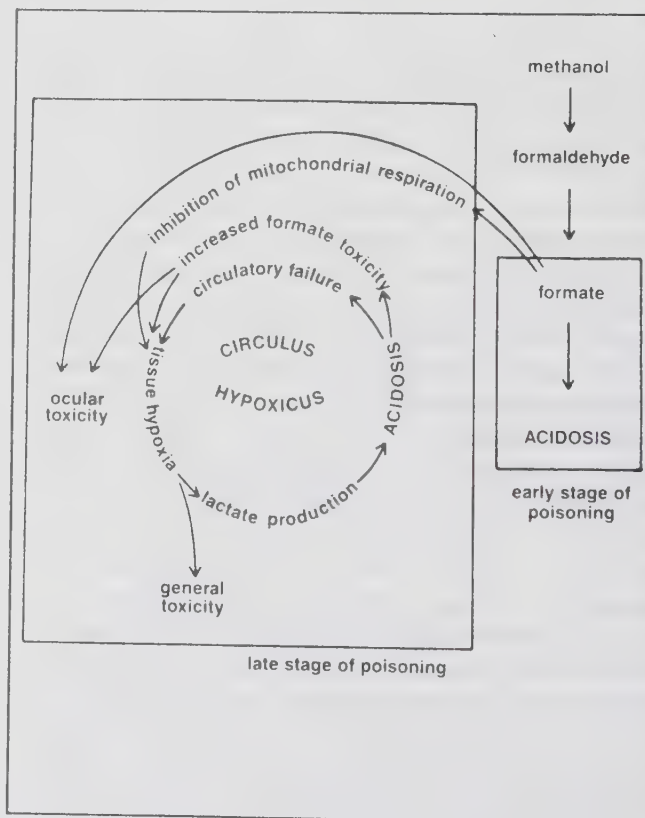 methanol
formaldehyde
formate
ACIDOSIS
early stage of
poisoning
inhibition of mitochondrial respiration
increased formate toxicity
circulatory failure
CIRCULUS
HYPOXICUS
tissue hypoxia
ACIDOSIS
lactate production
ocular
toxicity
general
toxicity
late stage of poisoning